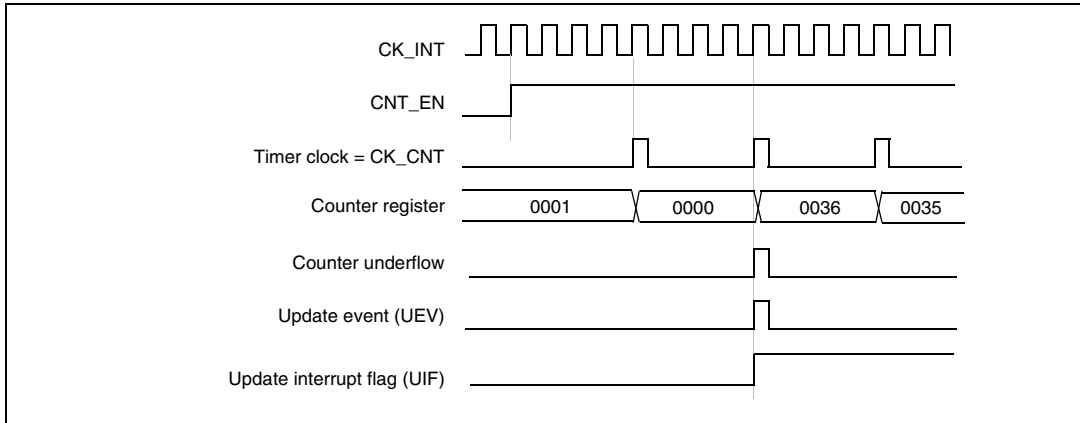 CK_INT
CNT_EN
Timer clock = CK_CNT
Counter register 0001 0000 0036 0035
Counter underflow
Update event (UEV)
Update interrupt flag (UIF)